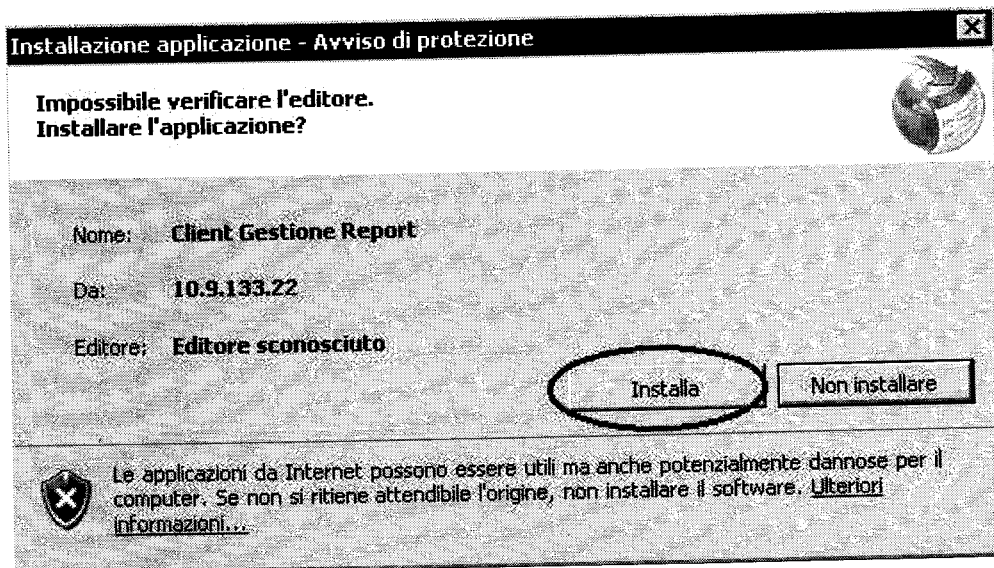 Installazione applicazione - Avviso di protezione
Impossibile verificare l'editore.
Installare l'applicazione?
Nome: Client Gestione Report
Da: 10.9.133.22
Editore: Editore sconosciuto
Installa Non installare
Le applicazioni da Internet possono essere utili ma anche potenzialmente dannose per il
computer. Se non si ritiene attendibile l'origine, non installare il software. Ulteriori
informazioni...